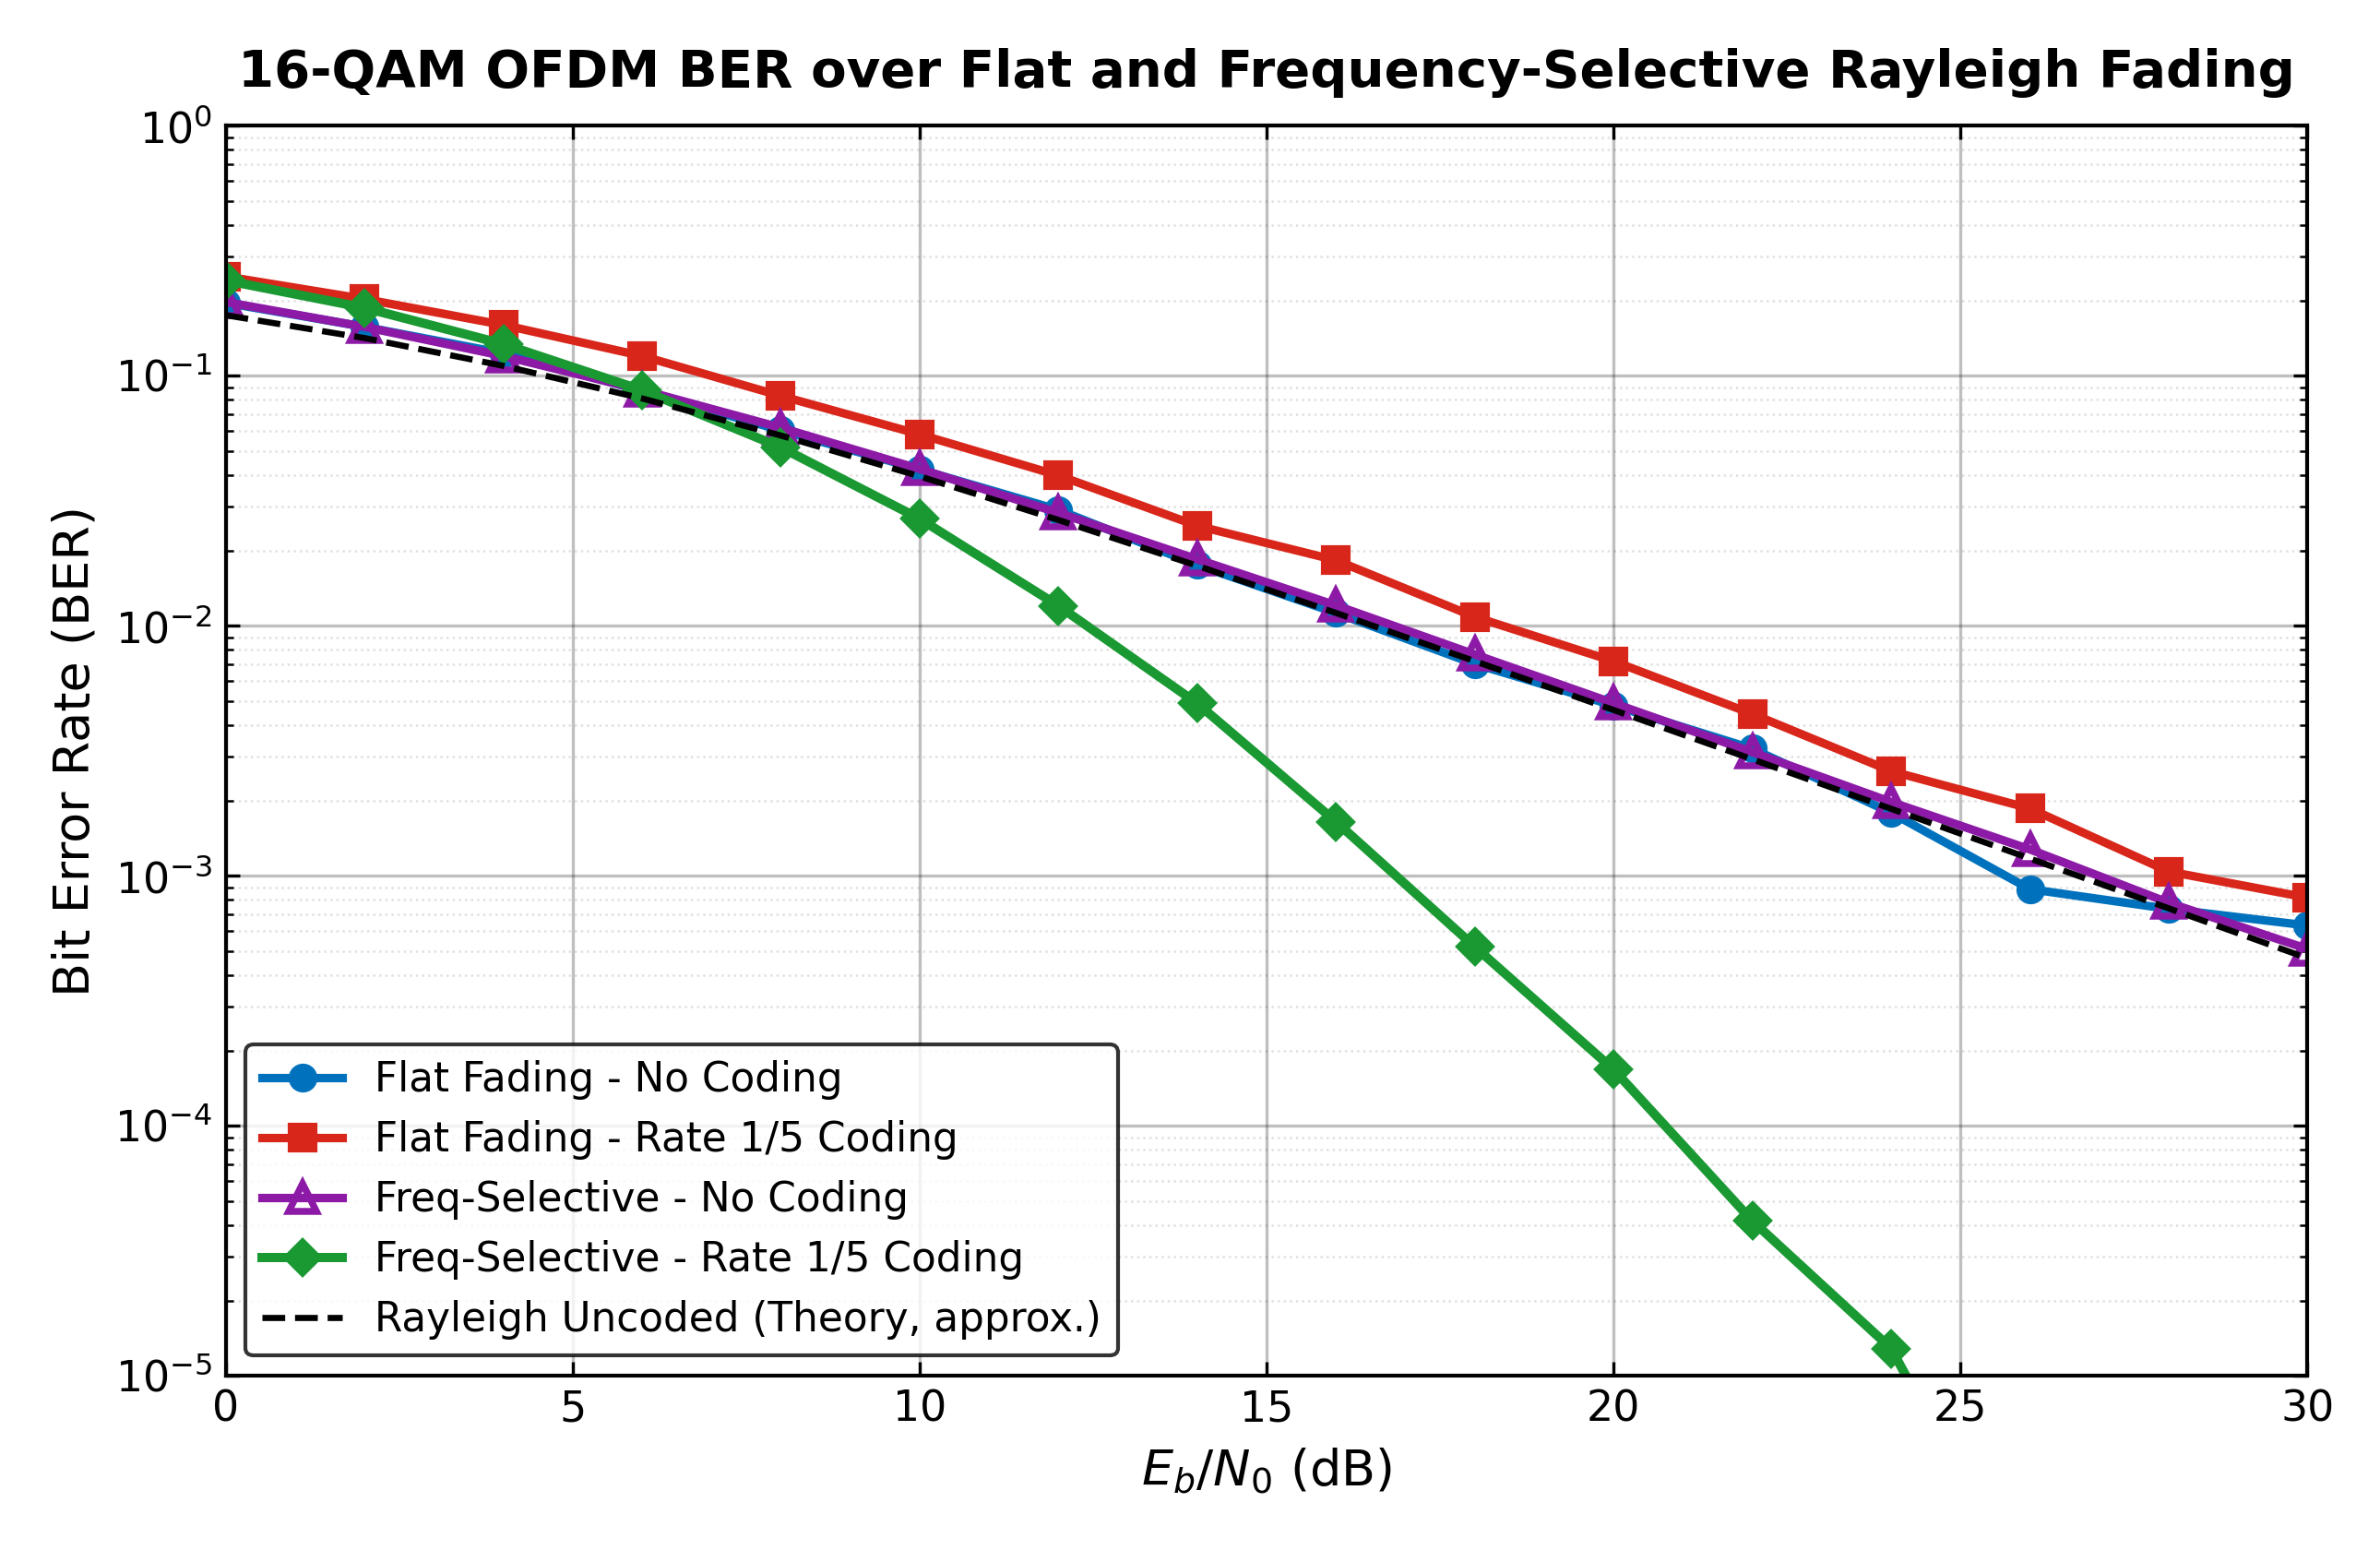 16-QAM OFDM BER over Flat and Frequency-Selective Rayleigh Fading
Bit Error Rate (BER)
10⁰
10⁻¹
10⁻²
10⁻³
10⁻⁴
10⁻⁵
Flat Fading - No Coding
Flat Fading - Rate 1/5 Coding
Freq-Selective - No Coding
Freq-Selective - Rate 1/5 Coding
Rayleigh Uncoded (Theory, approx.)
0 5 10 15 20 25 30
E_b/N_0 (dB)